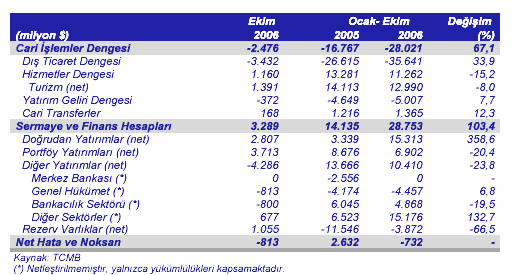 Ekim Ocak- Ekim Değişim
(milyon $) 2006 2005 2006 (%)
Cari İşlemler Dengesi -2.476 -16.767 -28.021 67,1
Dış Ticaret Dengesi -3.432 -26.615 -35.641 33,9
Hizmetler Dengesi 1.160 13.281 11.262 -15,2
Turizm (net) 1.391 14.113 12.990 -8,0
Yatırım Geliri Dengesi -372 -4.649 -5.007 7,7
Cari Transferler 168 1.216 1.365 12,3
Sermaye ve Finans Hesapları 3.289 14.135 28.753 103,4
Doğrudan Yatırımlar (net) 2.807 3.339 15.313 358,6
Portföy Yatırımları (net) 3.713 8.676 6.902 -20,4
Diğer Yatırımlar (net) -4.286 13.666 10.410 -23,8
Merkez Bankası (*) 0 -2.556 0 -
Genel Hükümet (*) -813 -4.174 -4.457 6,8
Bankacılık Sektörü (*) -800 6.045 4.868 -19,5
Diğer Sektörler (*) 677 6.523 15.176 132,7
Rezerv Varlıklar (net) 1.055 -11.546 -3.872 -66,5
Net Hata ve Noksan -813 2.632 -732 -
Kaynak: TCMB
(*) Netleştirilmemiştir, yalnızca yükümlülükleri kapsamaktadır.